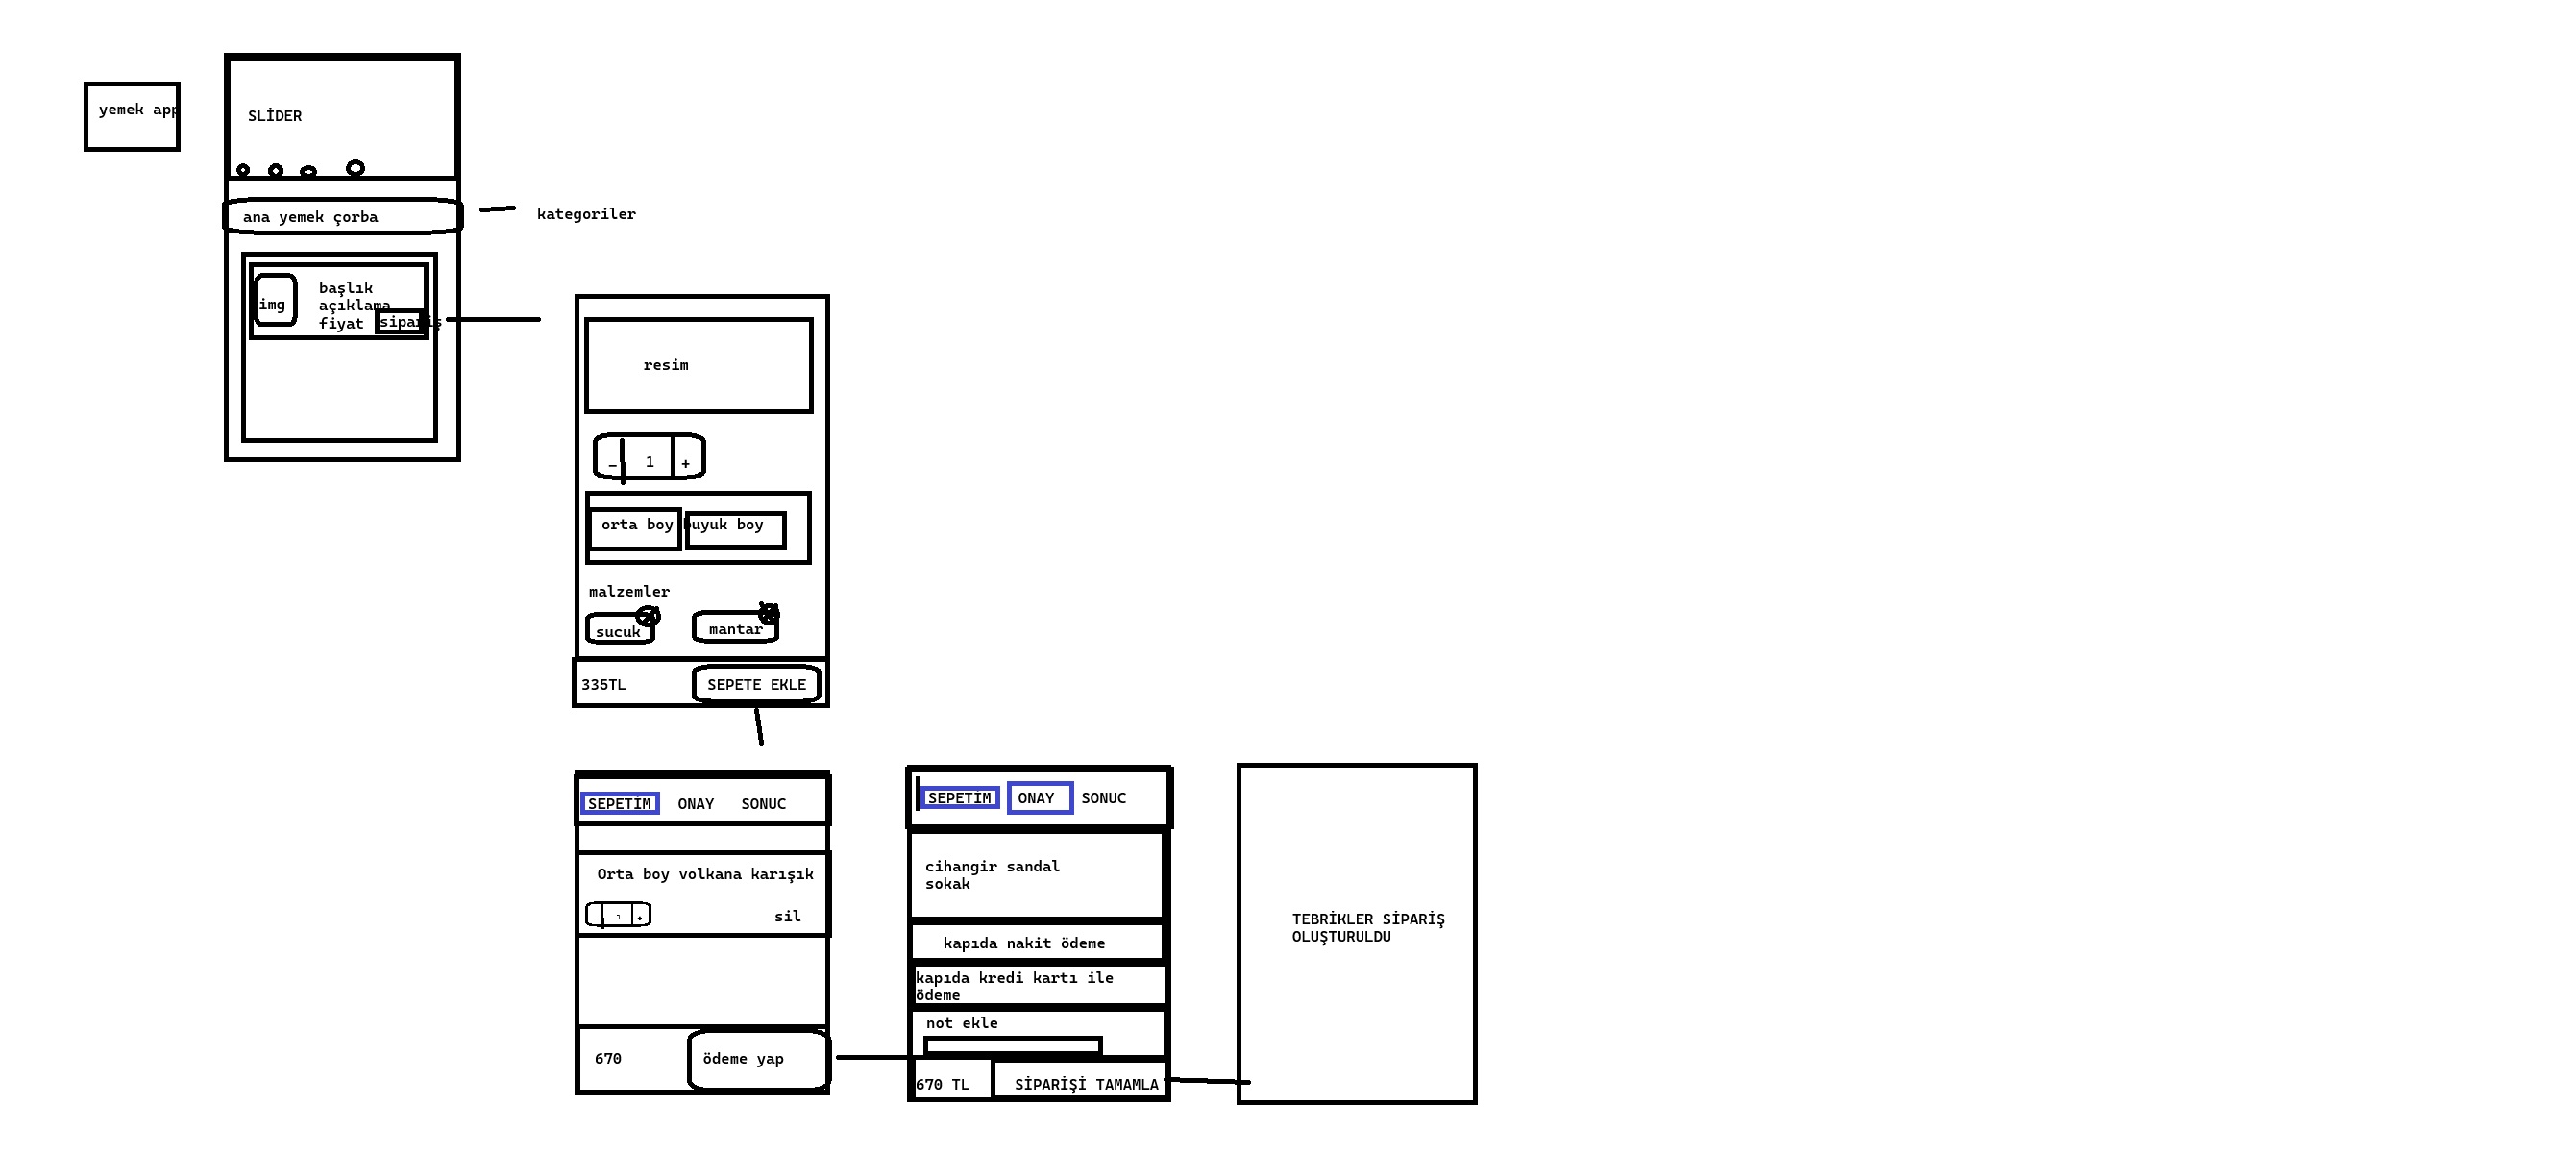 yemek app
SLİDER
ana yemek çorba
kategoriler
img
başlık
açıklama
fiyat
sipariş
resim
- 1 +
orta boy
buyuk boy
malzemler
sucuk
mantar
335TL
SEPETE EKLE
SEPETİM
ONAY
SONUC
Orta boy volkana karışık
- 1 +
sil
670
ödeme yap
SEPETİM
ONAY
SONUC
cihangir sandal
sokak
kapıda nakit ödeme
kapıda kredi kartı ile
ödeme
not ekle
670 TL
SİPARİŞİ TAMAMLA
TEBRİKLER SİPARİŞ
OLUŞTURULDU